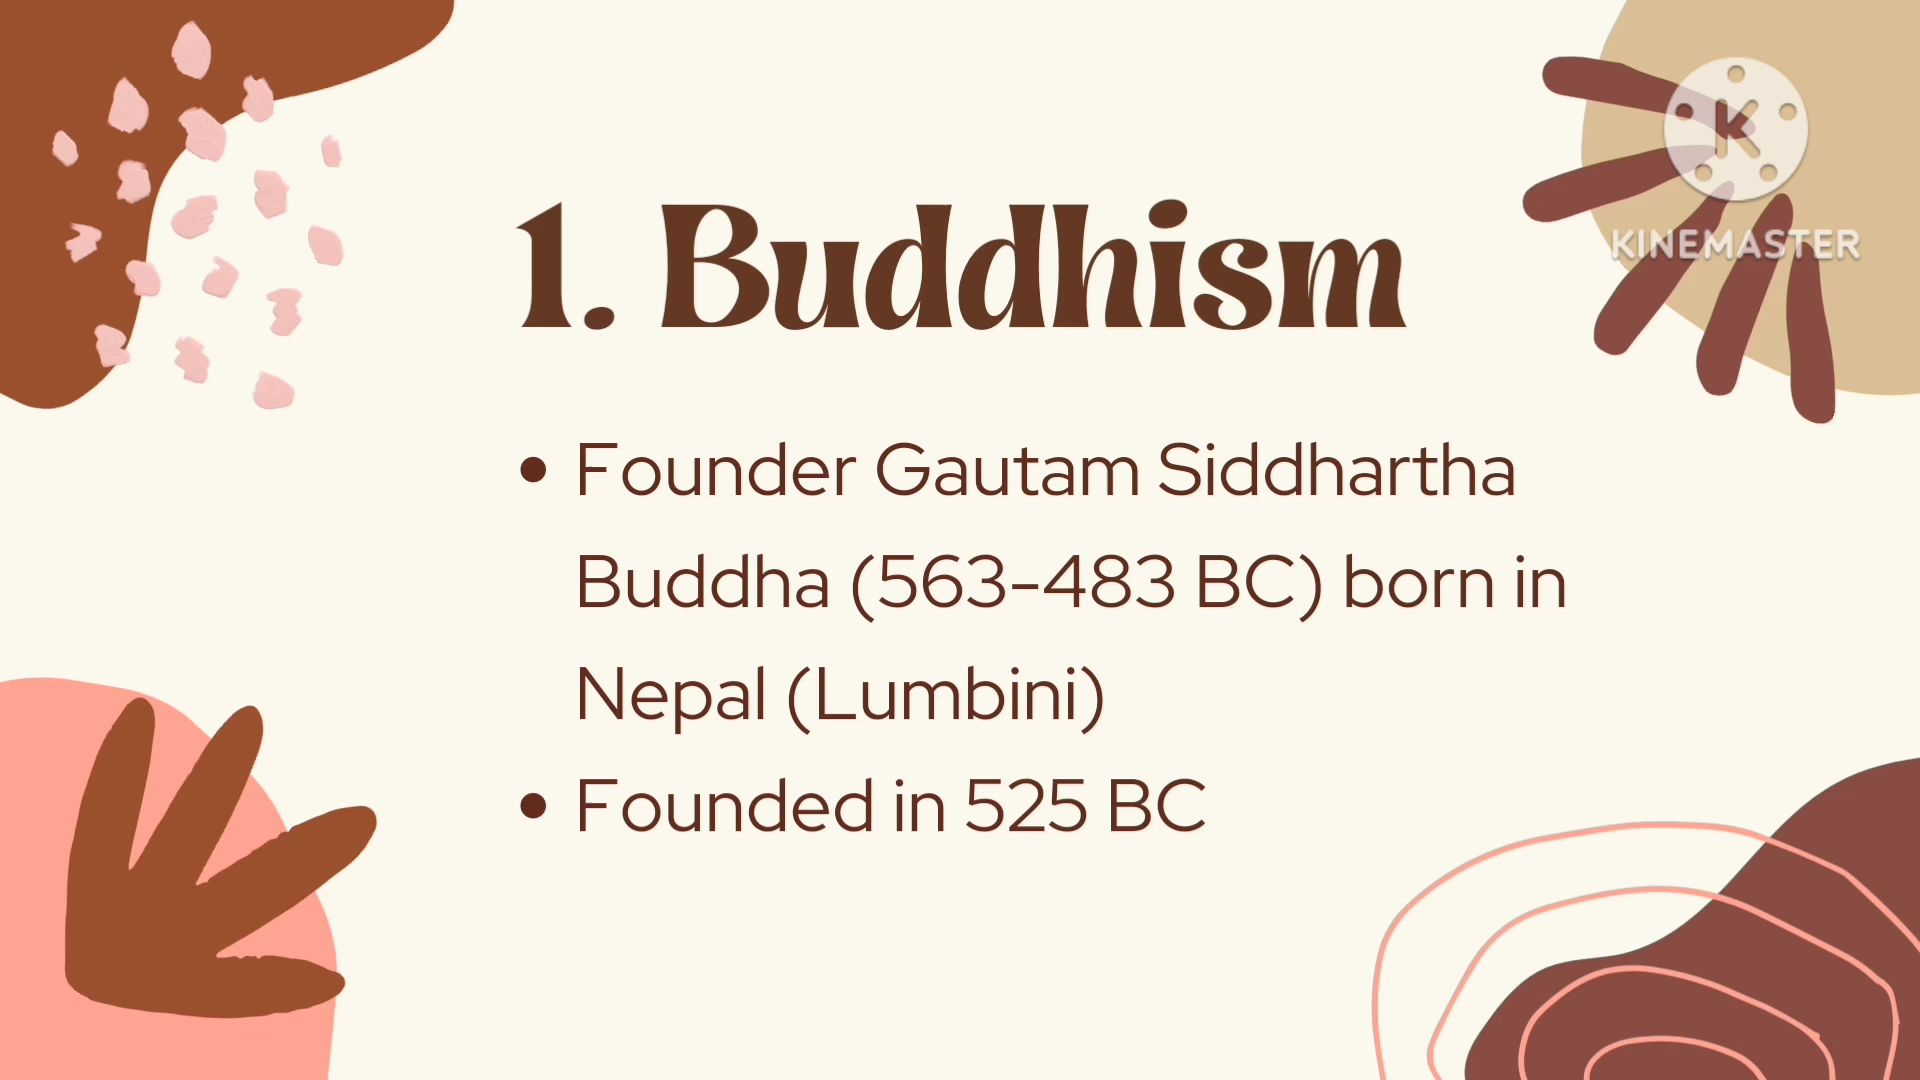 K
KINEMASTER
1. Buddhism
• Founder Gautam Siddhartha
Buddha (563-483 BC) born in
Nepal (Lumbini)
• Founded in 525 BC